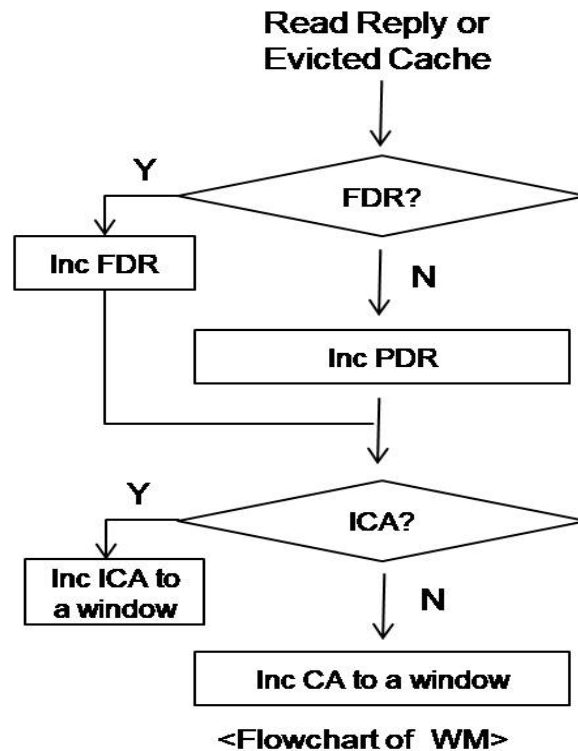 Read Reply or
Evicted Cache
Y
FDR?
Inc FDR
N
Inc PDR
Y
ICA?
Inc ICA to
a window
N
Inc CA to a window
<Flowchart of WM>